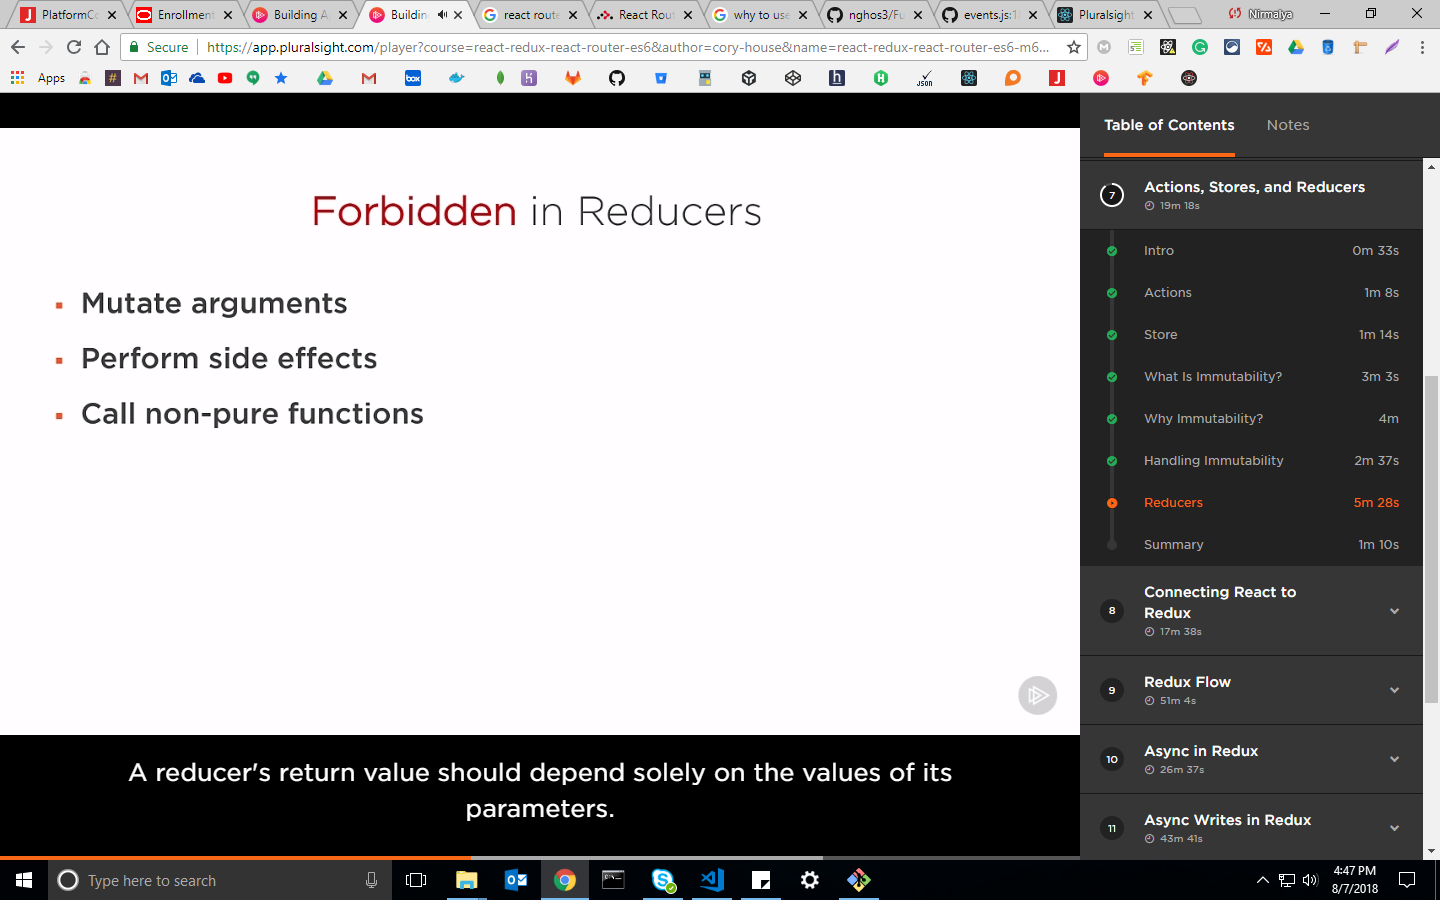 PlatformCo
Enrollment
Building A
Buildin
react route
React Rout
why to use
nghos3/Fu
events.js:1
Pluralsight
Nirmalya
Secure
https://app.pluralsight.com/player?course=react-redux-react-router-es6&author=cory-house&name=react-redux-react-router-es6-m6...
Apps
Forbidden in Reducers
Mutate arguments
Perform side effects
Call non-pure functions
A reducer's return value should depend solely on the values of its
parameters.
Table of Contents
Notes
7
Actions, Stores, and Reducers
19m 18s
Intro 0m 33s
Actions 1m 8s
Store 1m 14s
What Is Immutability? 3m 3s
Why Immutability? 4m
Handling Immutability 2m 37s
Reducers 5m 28s
Summary 1m 10s
8
Connecting React to
Redux
17m 38s
9
Redux Flow
51m 4s
10
Async in Redux
26m 37s
11
Async Writes in Redux
43m 41s
Type here to search
4:47 PM
8/7/2018